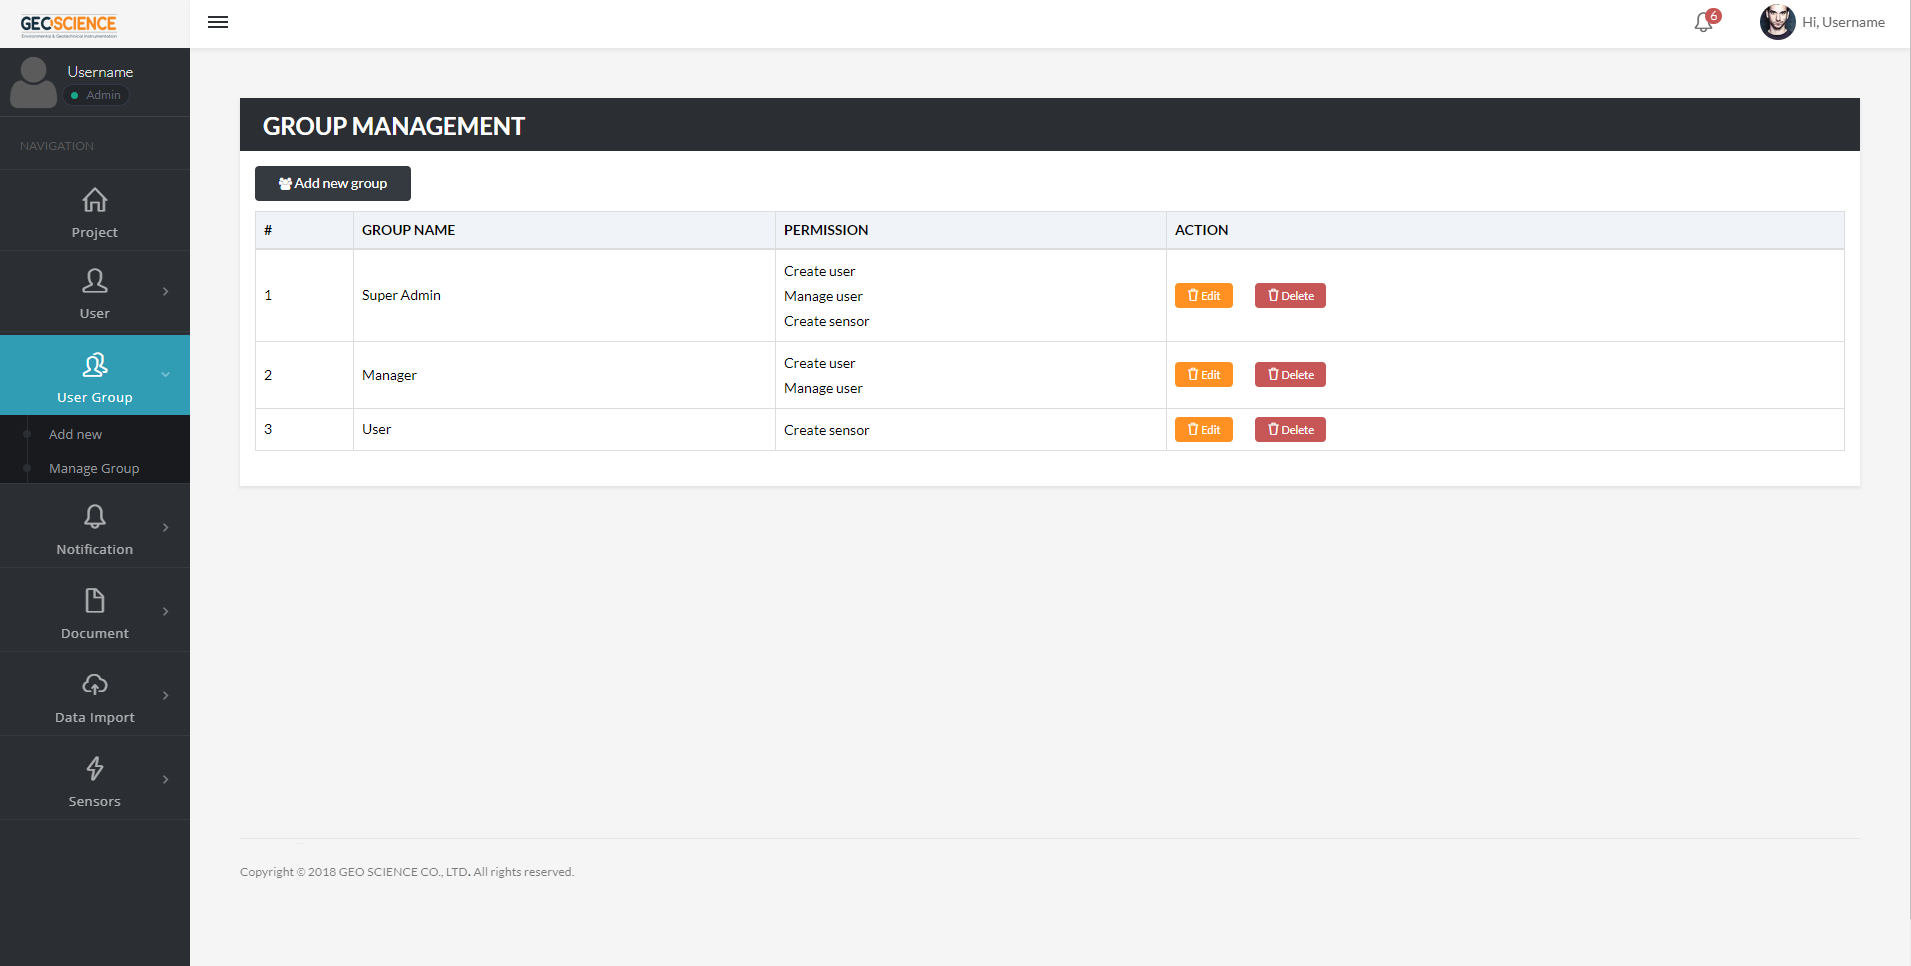 GEOSCIENCE
Environmental & Geotechnical Instrumentation
6
Hi, Username
Username
Admin
NAVIGATION
Project
User
User Group
Add new
Manage Group
Notification
Document
Data Import
Sensors
GROUP MANAGEMENT
Add new group
# GROUP NAME PERMISSION ACTION
1 Super Admin Create user Edit Delete
Manage user
Create sensor
2 Manager Create user Edit Delete
Manage user
3 User Create sensor Edit Delete
Copyright © 2018 GEO SCIENCE CO., LTD. All rights reserved.